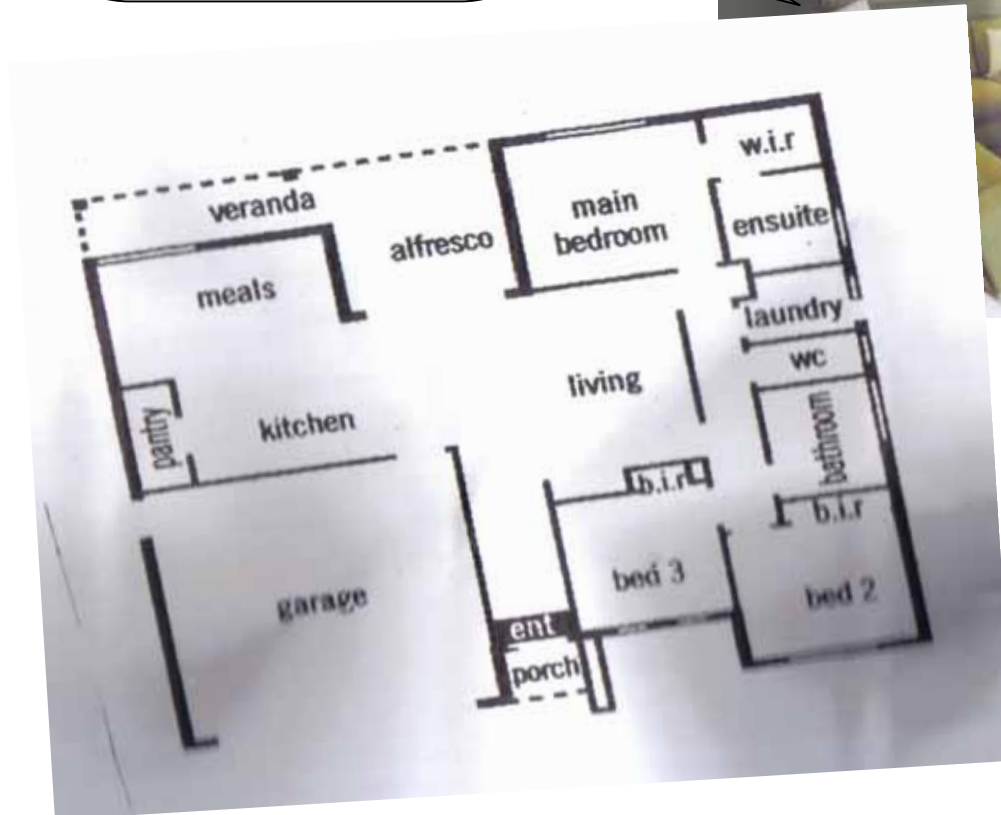 w.i.r
veranda
main
bedroom
ensuite
alfresco
meals
laundry
wc
living
pantry
kitchen
bathroom
b.i.r
b.i.r
bed 3
bed 2
garage
ent
porch